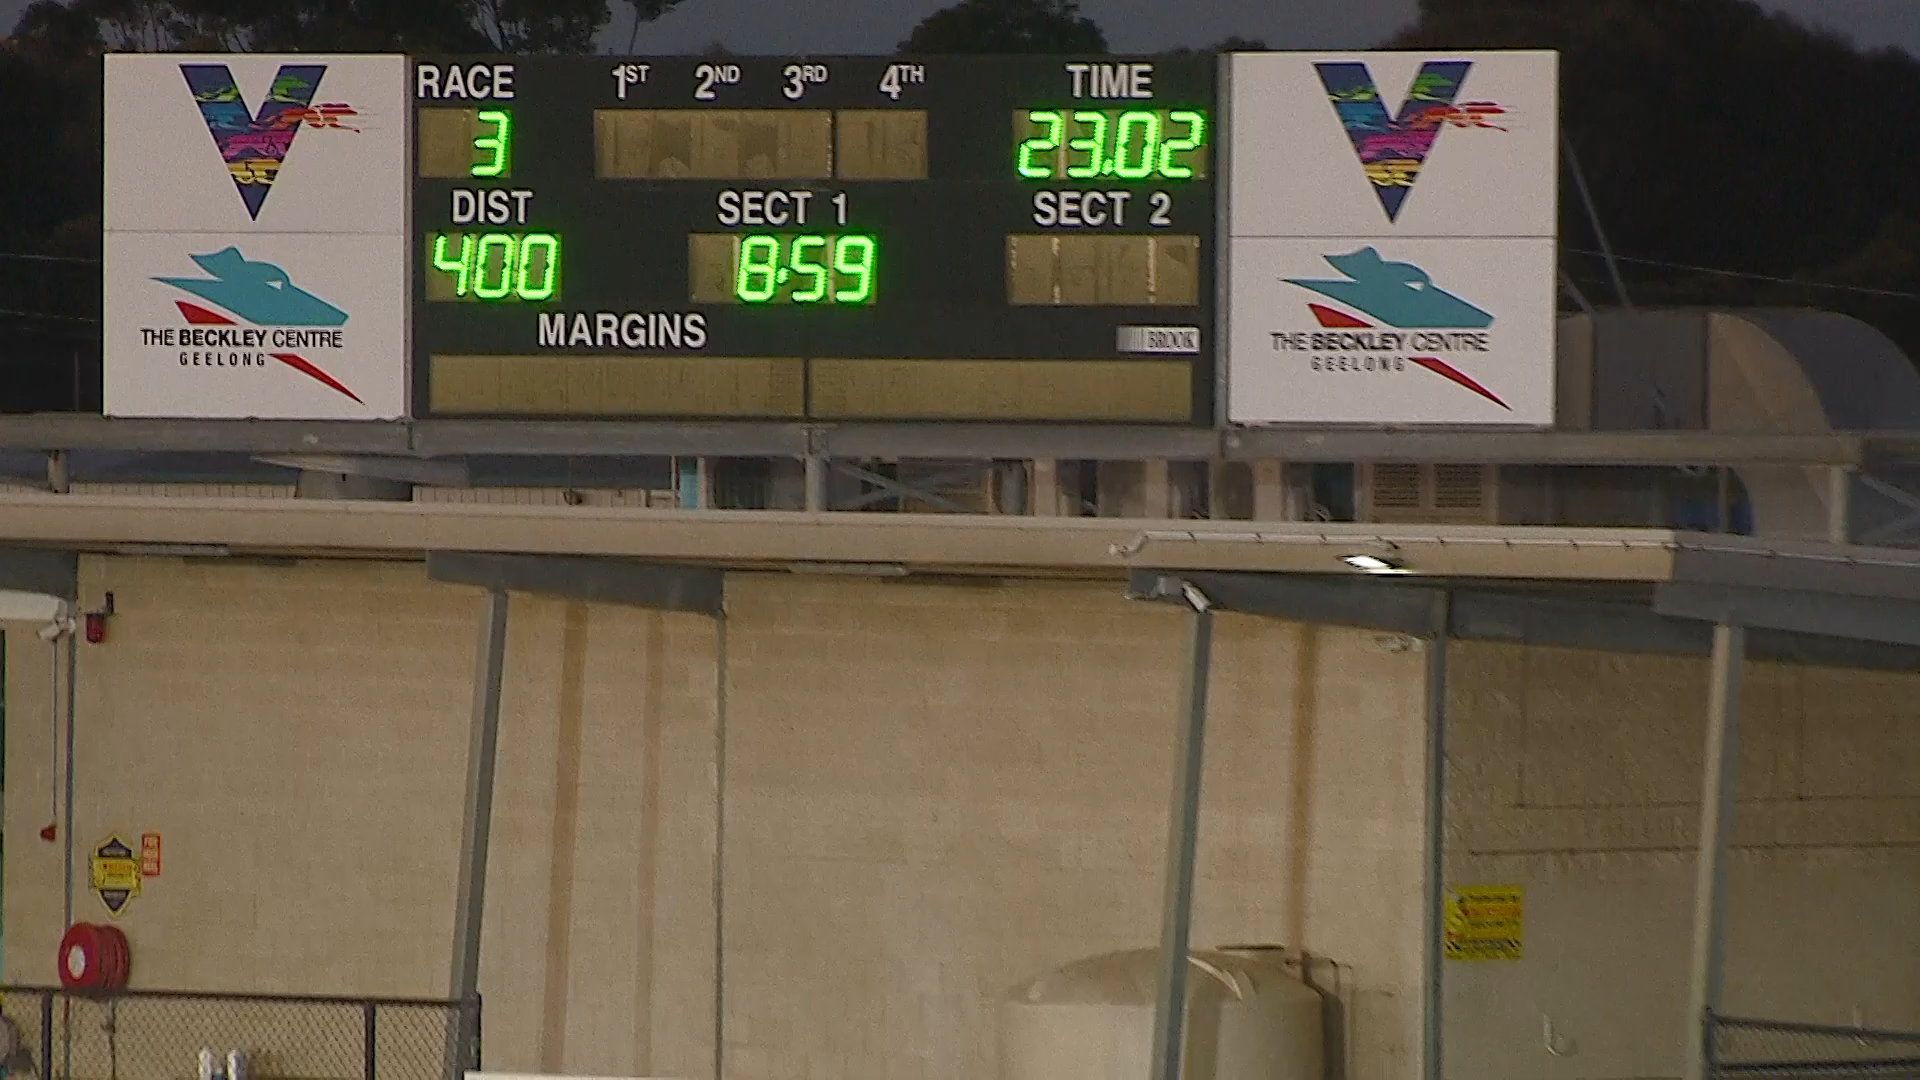 RACE 1ST 2ND 3RD 4TH TIME
3 23.02
DIST SECT 1 SECT 2
400 8.59
MARGINS BROOK
THE BECKLEY CENTRE
GEELONG
THE BECKLEY CENTRE
GEELONG